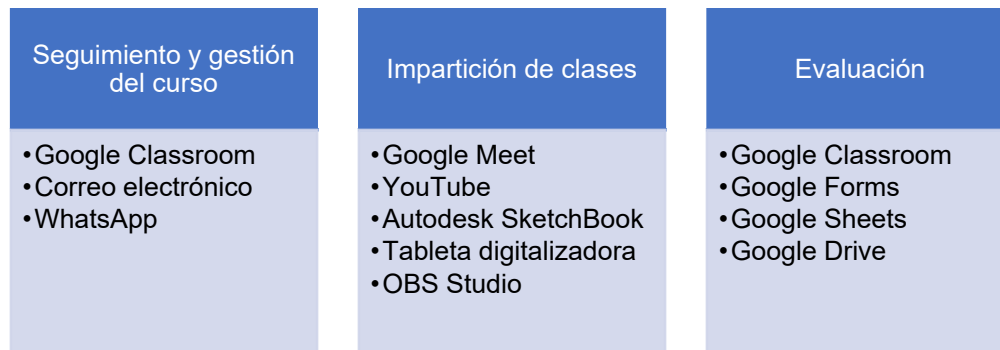 Seguimiento y gestión
del curso
•Google Classroom
•Correo electrónico
•WhatsApp
Impartición de clases
•Google Meet
•YouTube
•Autodesk SketchBook
•Tableta digitalizadora
•OBS Studio
Evaluación
•Google Classroom
•Google Forms
•Google Sheets
•Google Drive